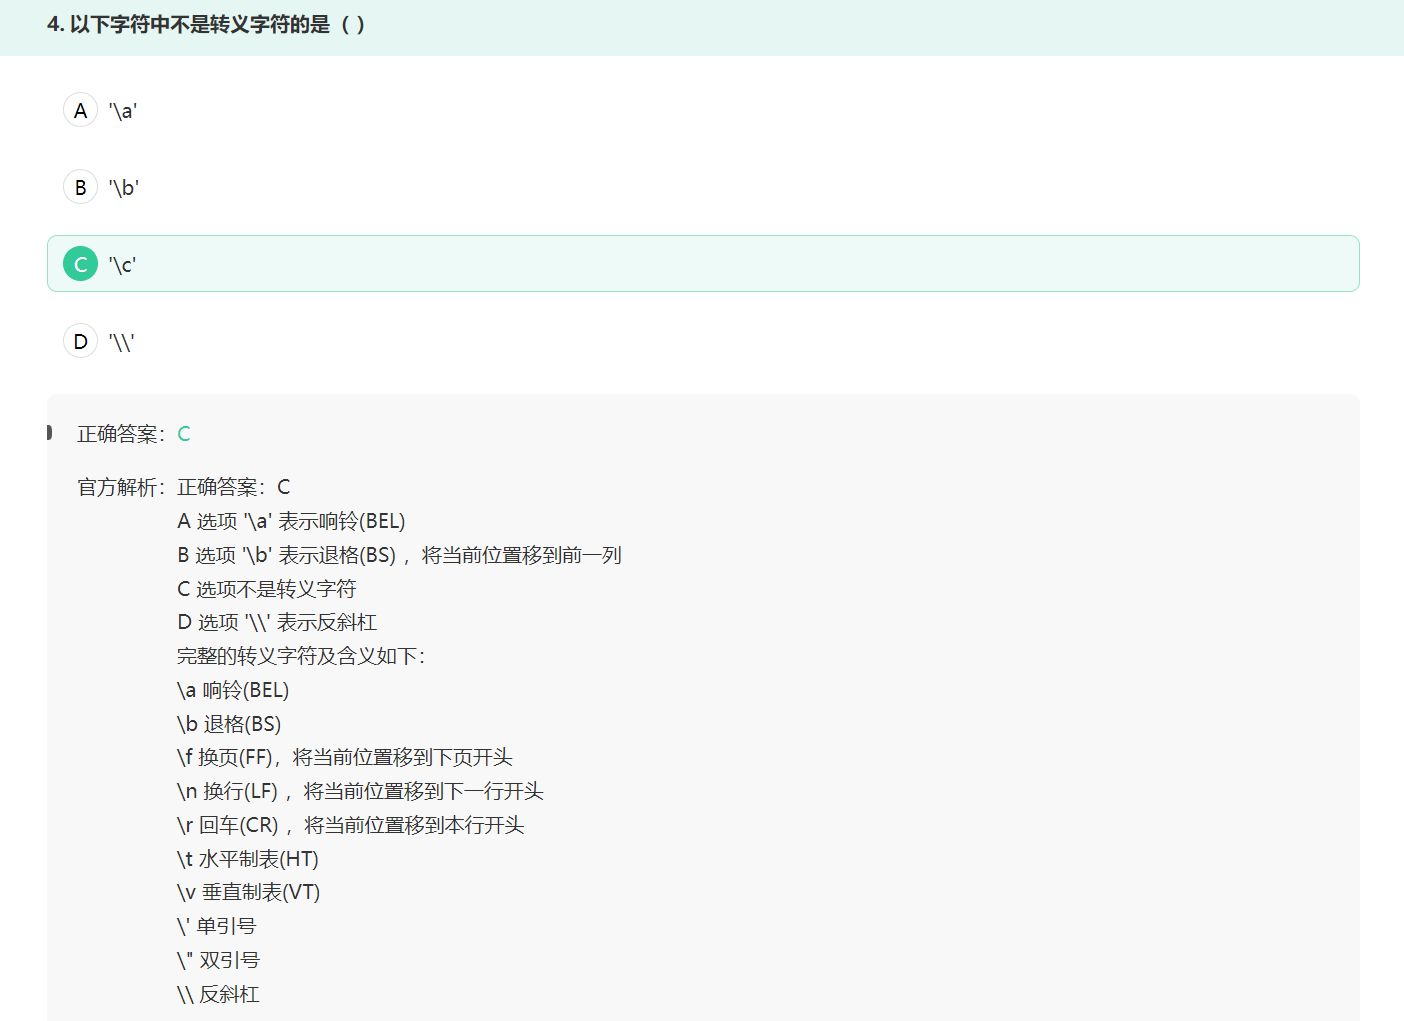 4. 以下字符中不是转义字符的是（ ）
A '\a'
B '\b'
C '\c'
D '\\'
正确答案：C
官方解析：正确答案：C
A 选项 '\a' 表示响铃(BEL)
B 选项 '\b' 表示退格(BS) ，将当前位置移到前一列
C 选项不是转义字符
D 选项 '\\' 表示反斜杠
完整的转义字符及含义如下：
\a 响铃(BEL)
\b 退格(BS)
\f 换页(FF)，将当前位置移到下页开头
\n 换行(LF) ，将当前位置移到下一行开头
\r 回车(CR) ，将当前位置移到本行开头
\t 水平制表(HT)
\v 垂直制表(VT)
\' 单引号
\" 双引号
\\ 反斜杠